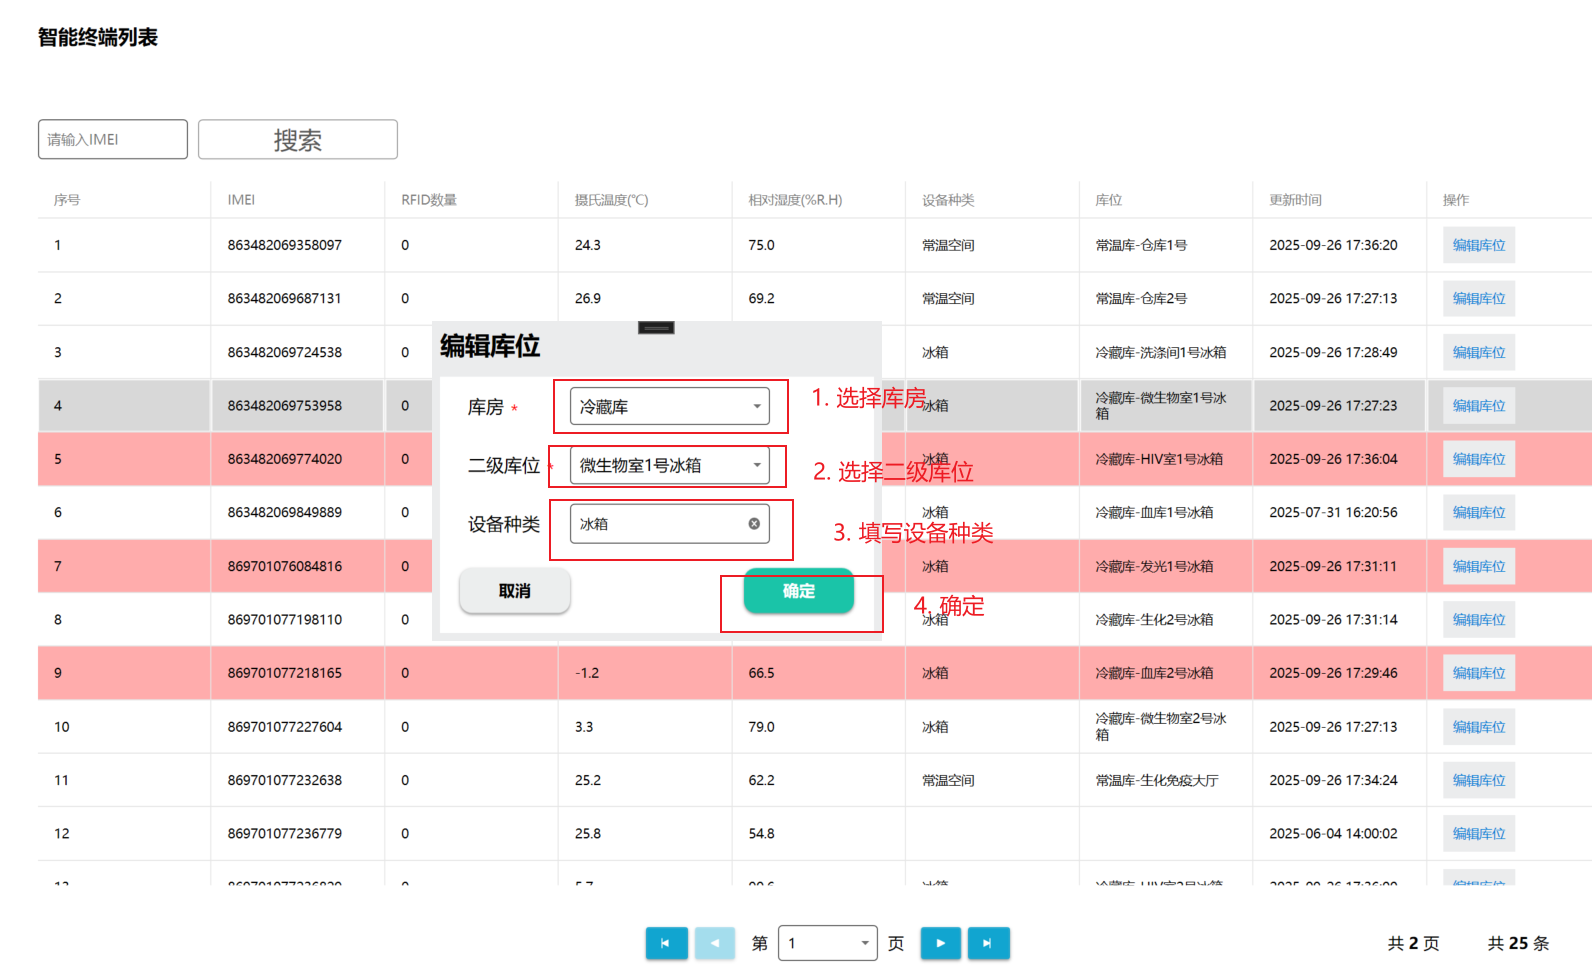 智能终端列表
请输入IMEI 搜索
序号 IMEI RFID数量 摄氏温度(℃) 相对湿度(%R.H) 设备种类 库位 更新时间 操作
1 863482069358097 0 24.3 75.0 常温空间 常温库-仓库1号 2025-09-26 17:36:20 编辑库位
2 863482069687131 0 26.9 69.2 常温空间 常温库-仓库2号 2025-09-26 17:27:13 编辑库位
3 863482069724538 0 冰箱 冷藏库-洗涤间1号冰箱 2025-09-26 17:28:49 编辑库位
4 863482069753958 0 冰箱 冷藏库-微生物室1号冰 2025-09-26 17:27:23 编辑库位
箱
5 863482069774020 0 冰箱 冷藏库-HIV室1号冰箱 2025-09-26 17:36:04 编辑库位
6 863482069849889 0 冰箱 冷藏库-血库1号冰箱 2025-07-31 16:20:56 编辑库位
7 869701076084816 0 冰箱 冷藏库-发光1号冰箱 2025-09-26 17:31:11 编辑库位
8 869701077198110 0 冰箱 冷藏库-生化2号冰箱 2025-09-26 17:31:14 编辑库位
9 869701077218165 0 -1.2 66.5 冰箱 冷藏库-血库2号冰箱 2025-09-26 17:29:46 编辑库位
10 869701077227604 0 3.3 79.0 冰箱 冷藏库-微生物室2号冰 2025-09-26 17:27:13 编辑库位
箱
11 869701077232638 0 25.2 62.2 常温空间 常温库-生化免疫大厅 2025-09-26 17:34:24 编辑库位
12 869701077236779 0 25.8 54.8 2025-06-04 14:00:02 编辑库位
编辑库位
库房 * 冷藏库 1. 选择库房
二级库位 * 微生物室1号冰箱 2. 选择二级库位
设备种类 冰箱 3. 填写设备种类
取消 确定 4. 确定
第 1 页 共 2 页 共 25 条